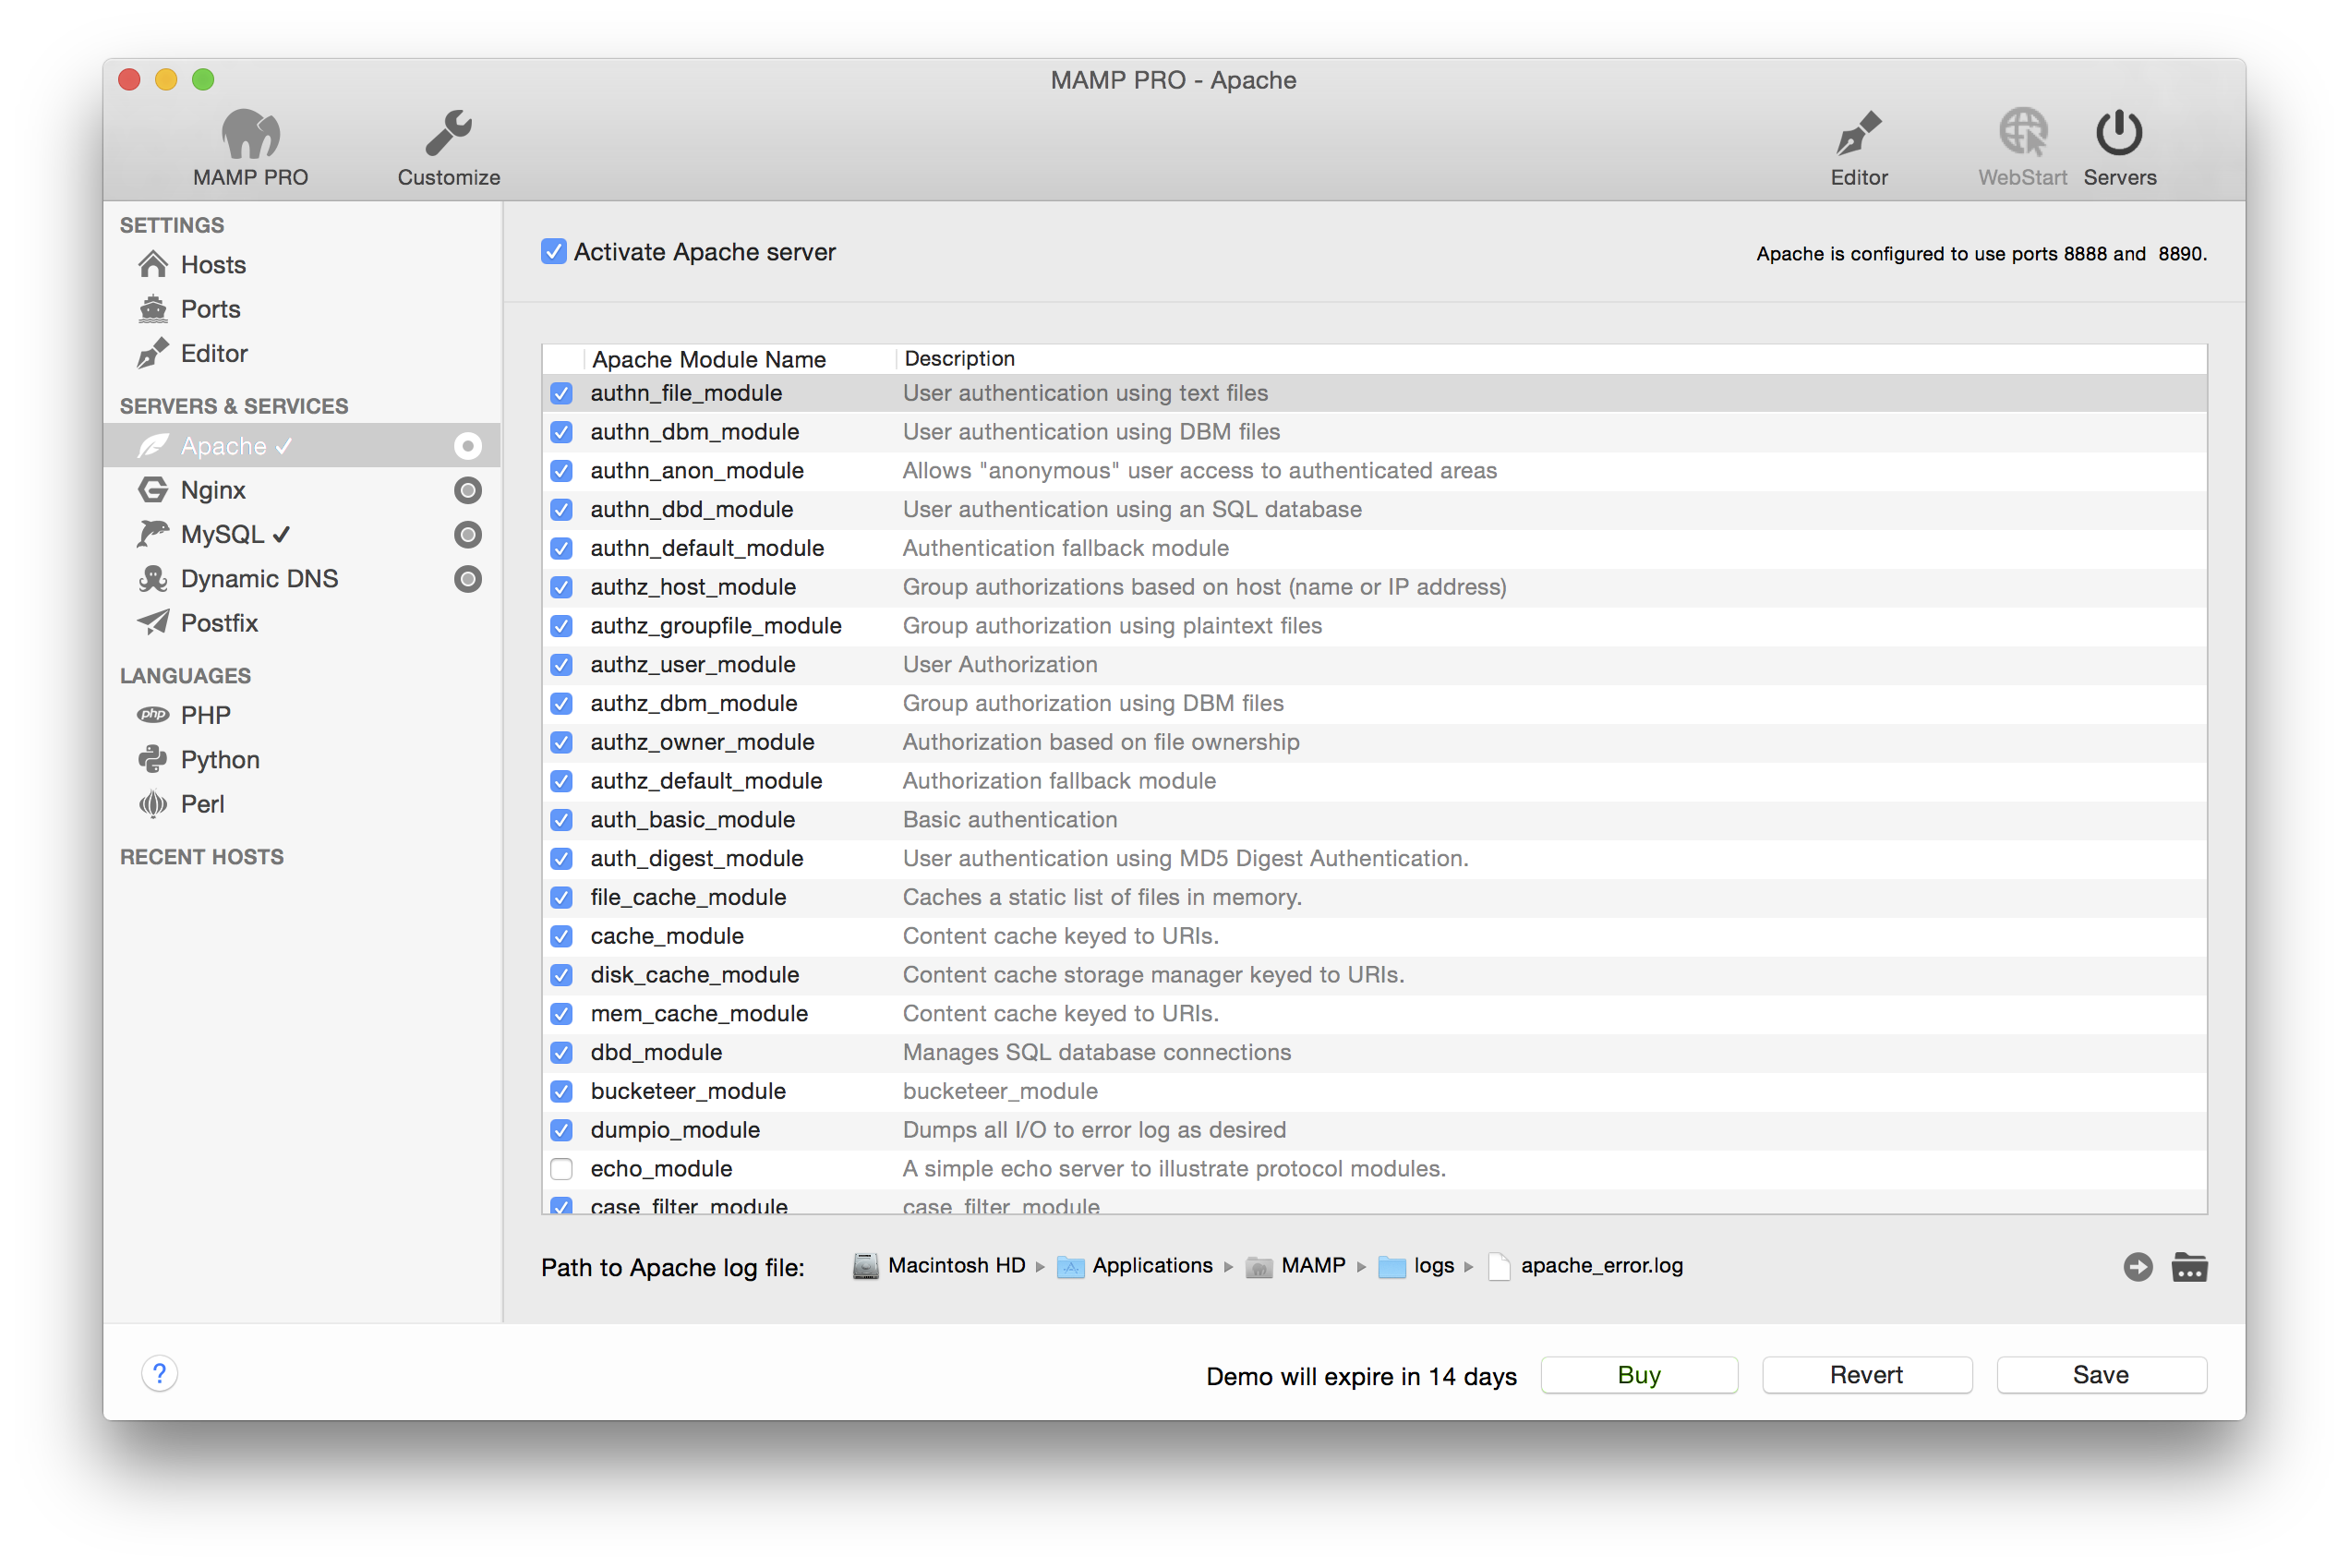 MAMP PRO - Apache
MAMP PRO
Customize
Editor
WebStart
Servers
SETTINGS
Hosts
Ports
Editor
SERVERS & SERVICES
Apache ✓
Nginx
MySQL ✓
Dynamic DNS
Postfix
LANGUAGES
php PHP
Python
Perl
RECENT HOSTS
Activate Apache server
Apache is configured to use ports 8888 and 8890.
Apache Module Name Description
authn_file_module User authentication using text files
authn_dbm_module User authentication using DBM files
authn_anon_module Allows "anonymous" user access to authenticated areas
authn_dbd_module User authentication using an SQL database
authn_default_module Authentication fallback module
authz_host_module Group authorizations based on host (name or IP address)
authz_groupfile_module Group authorization using plaintext files
authz_user_module User Authorization
authz_dbm_module Group authorization using DBM files
authz_owner_module Authorization based on file ownership
authz_default_module Authorization fallback module
auth_basic_module Basic authentication
auth_digest_module User authentication using MD5 Digest Authentication.
file_cache_module Caches a static list of files in memory.
cache_module Content cache keyed to URIs.
disk_cache_module Content cache storage manager keyed to URIs.
mem_cache_module Content cache keyed to URIs.
dbd_module Manages SQL database connections
bucketeer_module bucketeer_module
dumpio_module Dumps all I/O to error log as desired
echo_module A simple echo server to illustrate protocol modules.
case_filter_module case_filter_module
Path to Apache log file: Macintosh HD ▸ Applications ▸ MAMP ▸ logs ▸ apache_error.log
? Demo will expire in 14 days Buy Revert Save